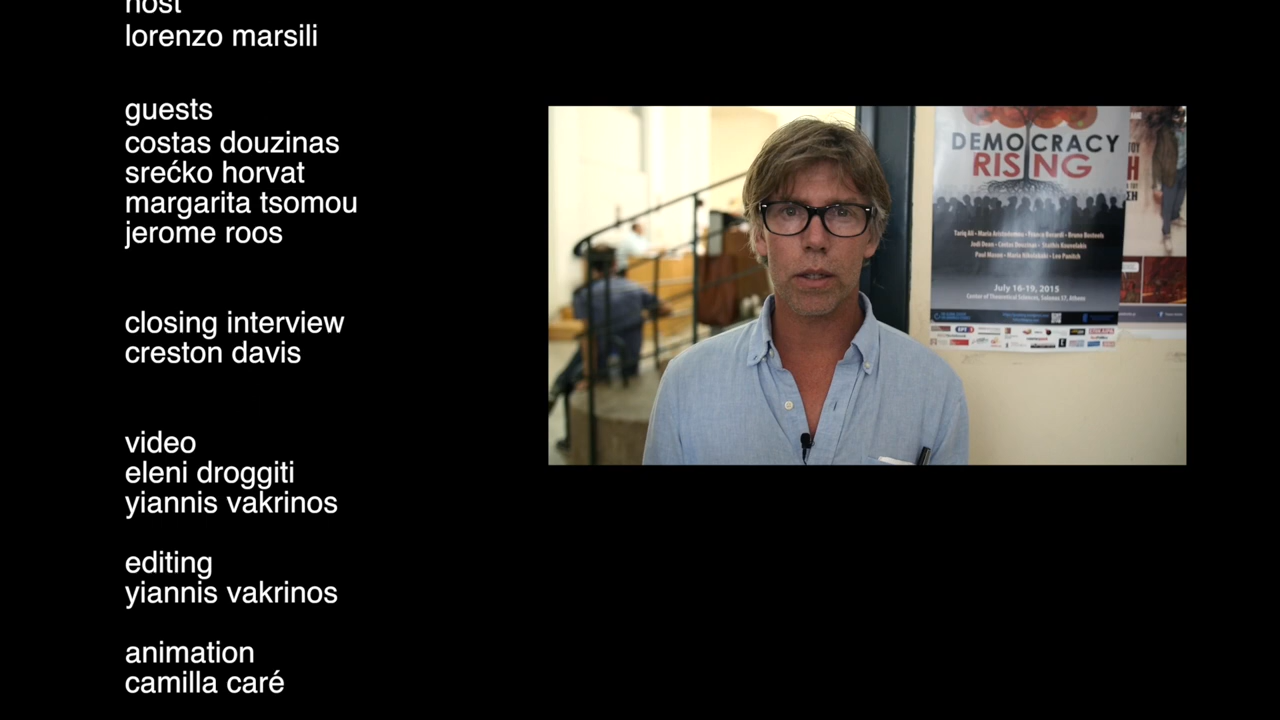 host
lorenzo marsili
guests
costas douzinas
srećko horvat
margarita tsomou
jerome roos
closing interview
creston davis
video
eleni droggiti
yiannis vakrinos
editing
yiannis vakrinos
animation
camilla caré
DEMOCRACY
RISING
July 16-19, 2015